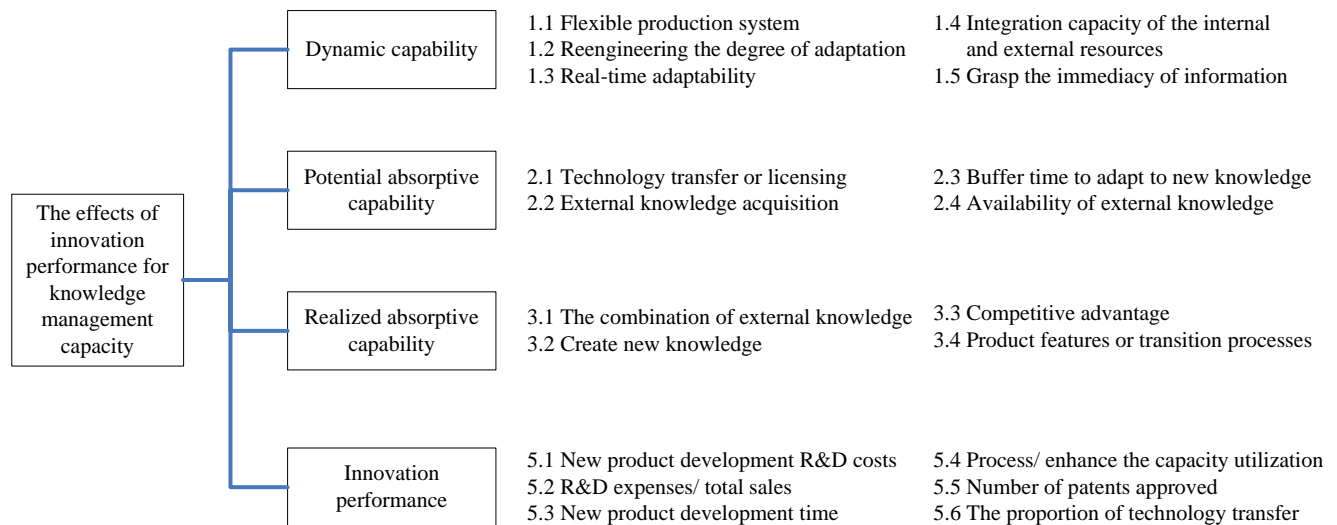 The effects of
innovation
performance for
knowledge
management
capacity
Dynamic capability
1.1 Flexible production system
1.2 Reengineering the degree of adaptation
1.3 Real-time adaptability
1.4 Integration capacity of the internal
and external resources
1.5 Grasp the immediacy of information
Potential absorptive
capability
2.1 Technology transfer or licensing
2.2 External knowledge acquisition
2.3 Buffer time to adapt to new knowledge
2.4 Availability of external knowledge
Realized absorptive
capability
3.1 The combination of external knowledge
3.2 Create new knowledge
3.3 Competitive advantage
3.4 Product features or transition processes
Innovation
performance
5.1 New product development R&D costs
5.2 R&D expenses/ total sales
5.3 New product development time
5.4 Process/ enhance the capacity utilization
5.5 Number of patents approved
5.6 The proportion of technology transfer